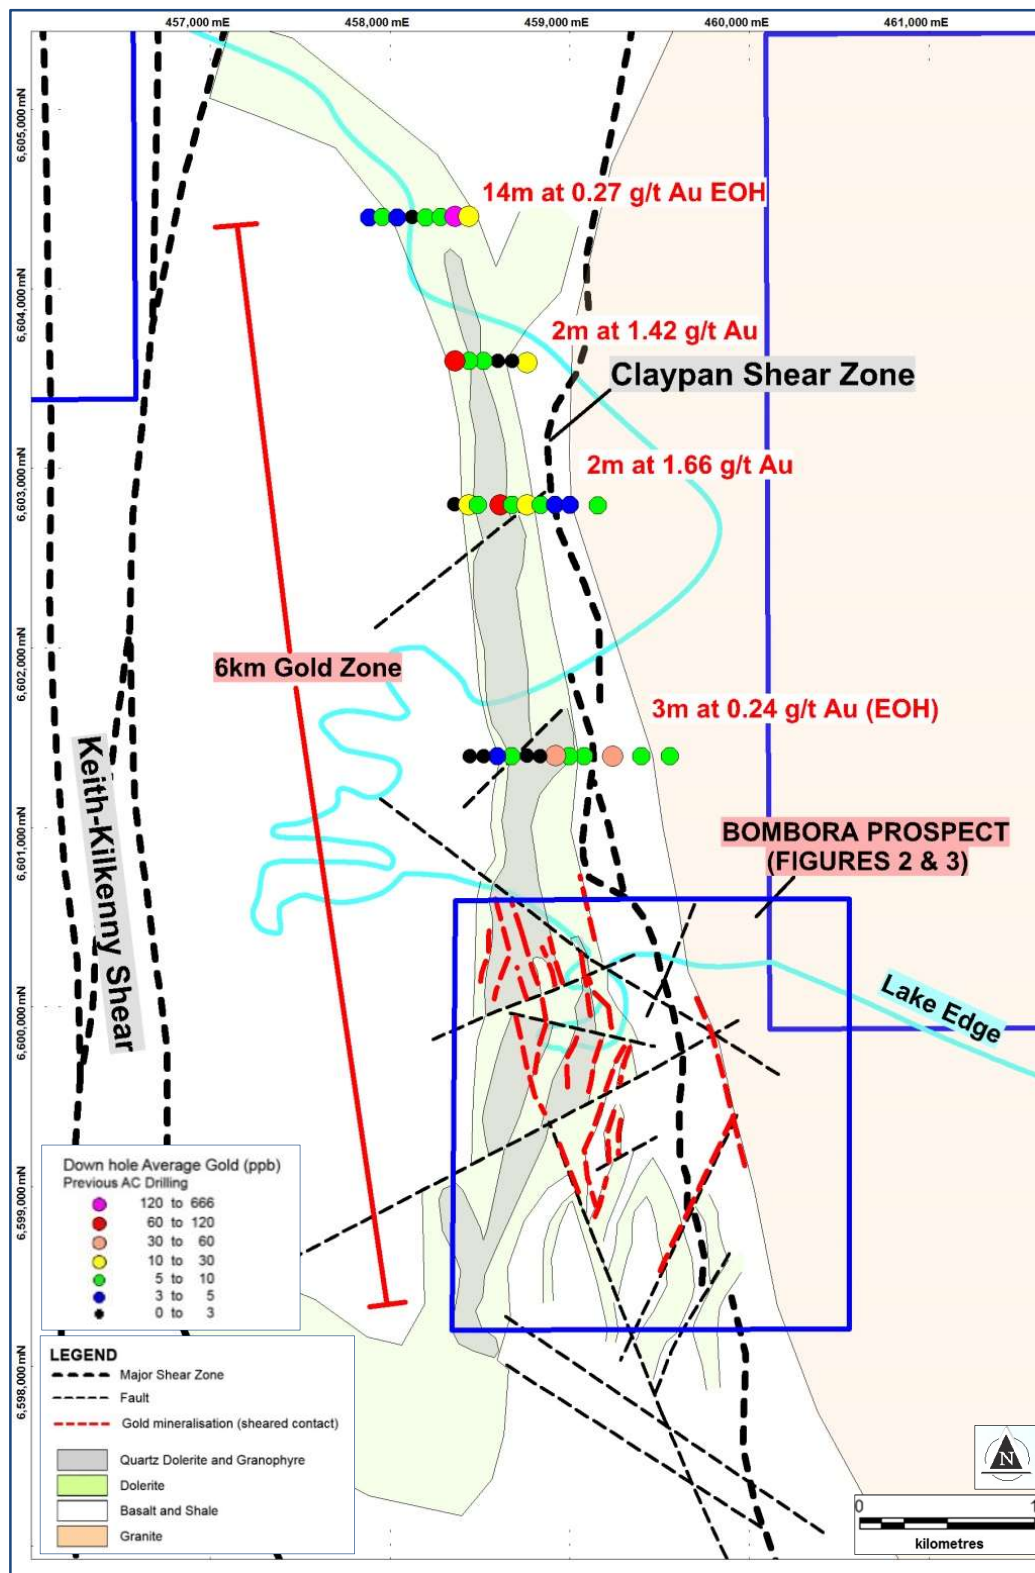 457,000 mE
458,000 mE
459,000 mE
460,000 mE
461,000 mE
6,605,000 mN
6,604,000 mN
6,603,000 mN
6,602,000 mN
6,601,000 mN
6,600,000 mN
6,599,000 mN
6,598,000 mN
14m at 0.27 g/t Au EOH
2m at 1.42 g/t Au
Claypan Shear Zone
2m at 1.66 g/t Au
6km Gold Zone
3m at 0.24 g/t Au (EOH)
Keith-Kilkenny Shear
BOMBORA PROSPECT
(FIGURES 2 & 3)
Lake Edge
Down hole Average Gold (ppb)
Previous AC Drilling
120 to 666
60 to 120
30 to 60
10 to 30
5 to 10
3 to 5
0 to 3
LEGEND
Major Shear Zone
Fault
Gold mineralisation (sheared contact)
Quartz Dolerite and Granophyre
Dolerite
Basalt and Shale
Granite
N
0 1
kilometres